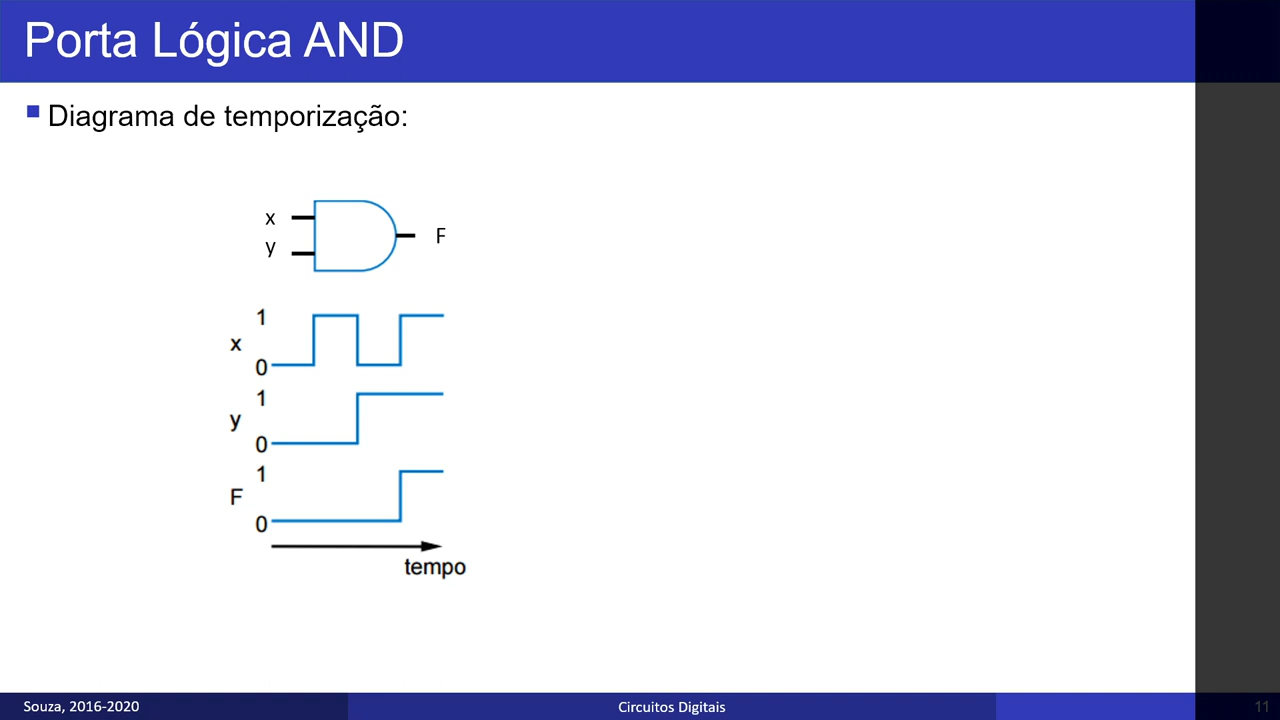 Porta Lógica AND
Diagrama de temporização:
x
y
F
1
x
0
1
y
0
1
F
0
tempo
Souza, 2016-2020
Circuitos Digitais
11